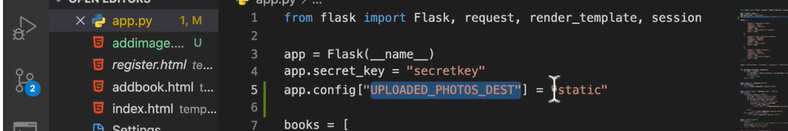 OPEN EDITORS
app.py 1, M
addimage.... U
register.html te...
addbook.html tem...
index.html temp...
Settings
2
app.py > ...
1 from flask import Flask, request, render_template, session
2
3 app = Flask(__name__)
4 app.secret_key = "secretkey"
5 app.config["UPLOADED_PHOTOS_DEST"] = "static"
6
7 books = [